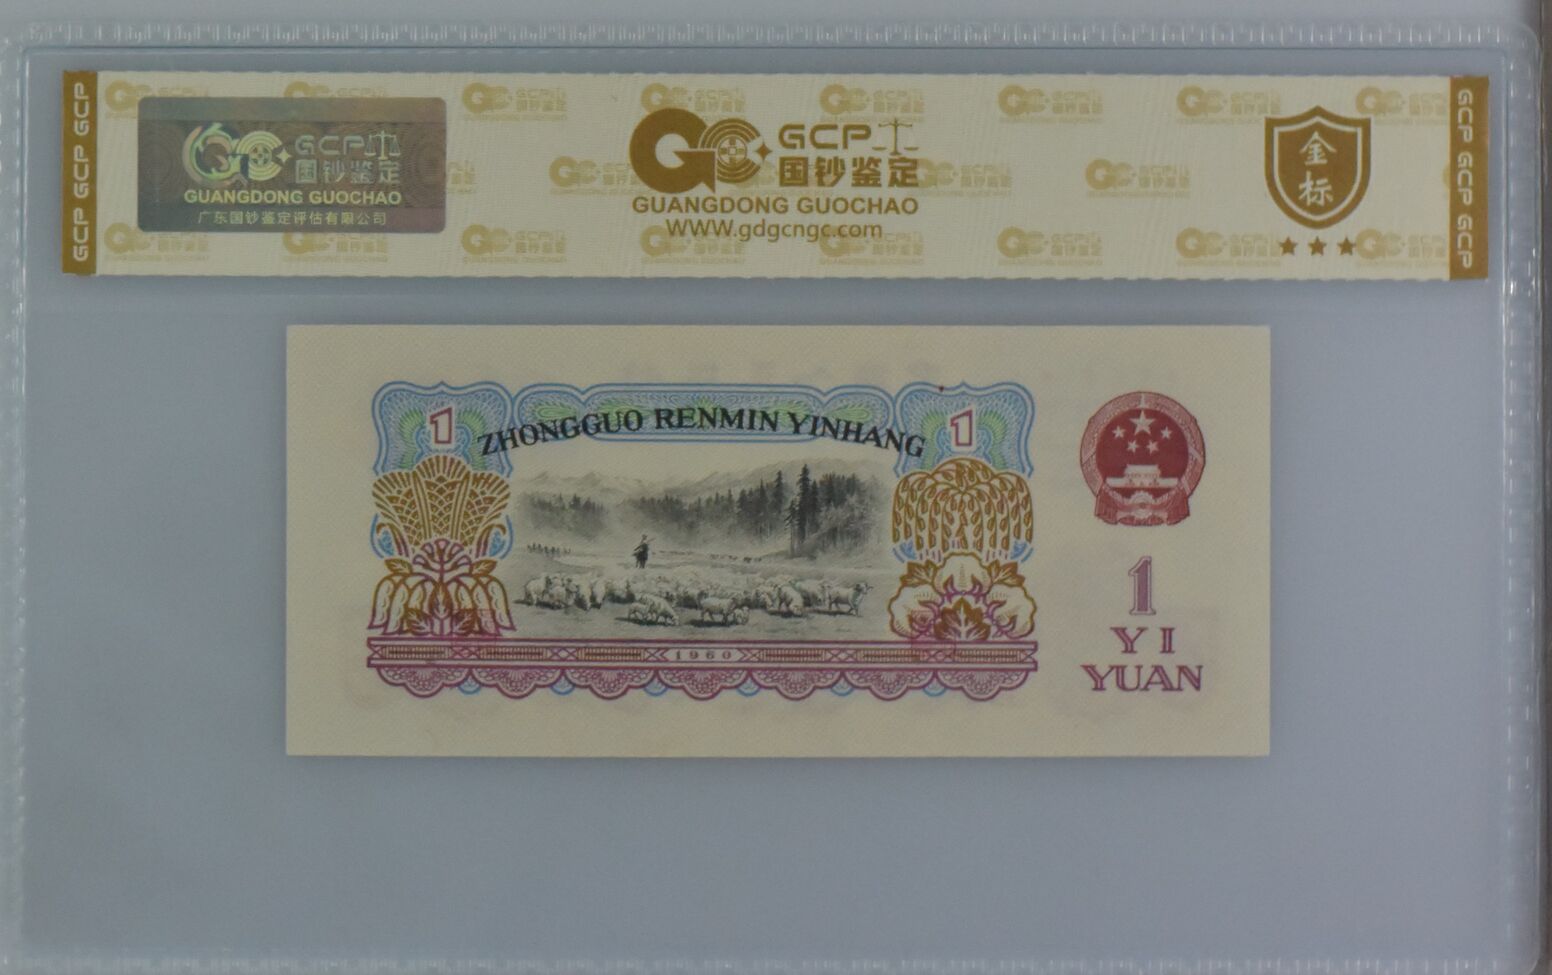 GCP GCP GCP
GCP
国钞鉴定
GUANGDONG GUOCHAO
广东国钞鉴定评估有限公司
GCP
国钞鉴定
GUANGDONG GUOCHAO
WWW.gdgcngc.com
金标
GCP GCP GCP
1
ZHONGGUO RENMIN YINHANG
1
1960
1
YI
YUAN